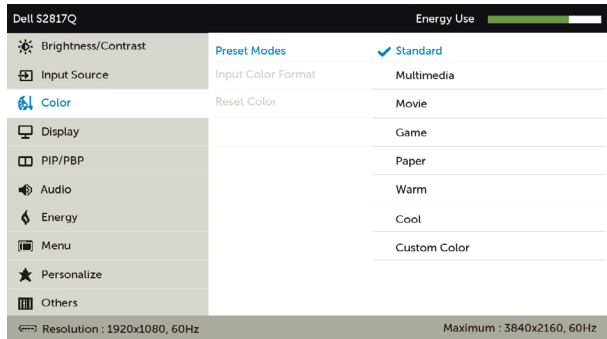 Dell S2817Q
Energy Use
Brightness/Contrast
Input Source
Color
Display
PIP/PBP
Audio
Energy
Menu
Personalize
Others
Preset Modes
Input Color Format
Reset Color
Standard
Multimedia
Movie
Game
Paper
Warm
Cool
Custom Color
Resolution : 1920x1080, 60Hz
Maximum : 3840x2160, 60Hz